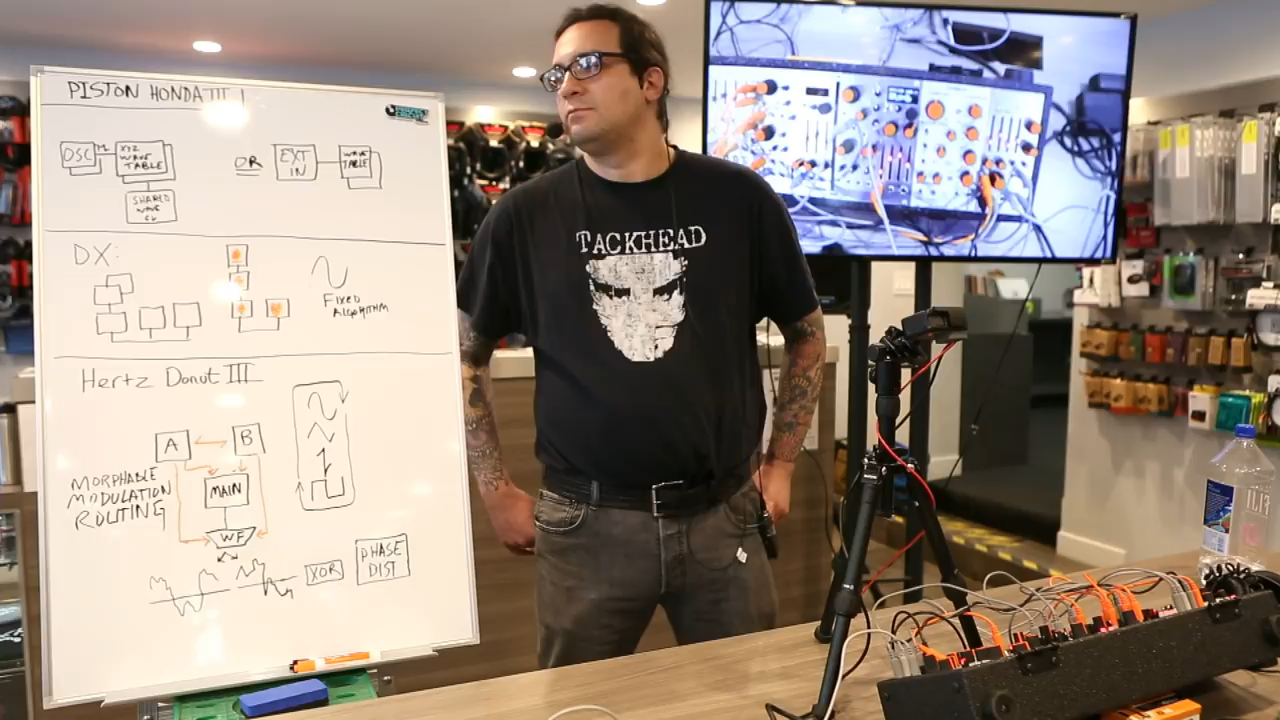 PISTON HONDA III
OSC
XYZ
WAVE
TABLE
OR
EXT
IN
WAVE
TABLE
SHARED
WAVE
DX:
FIXED
ALGORITHM
Hertz Donut III
A
B
MORPHABLE
MODULATION
ROUTING
MAIN
WF
XOR
PHASE
DIST
TACKHEAD
FIJI